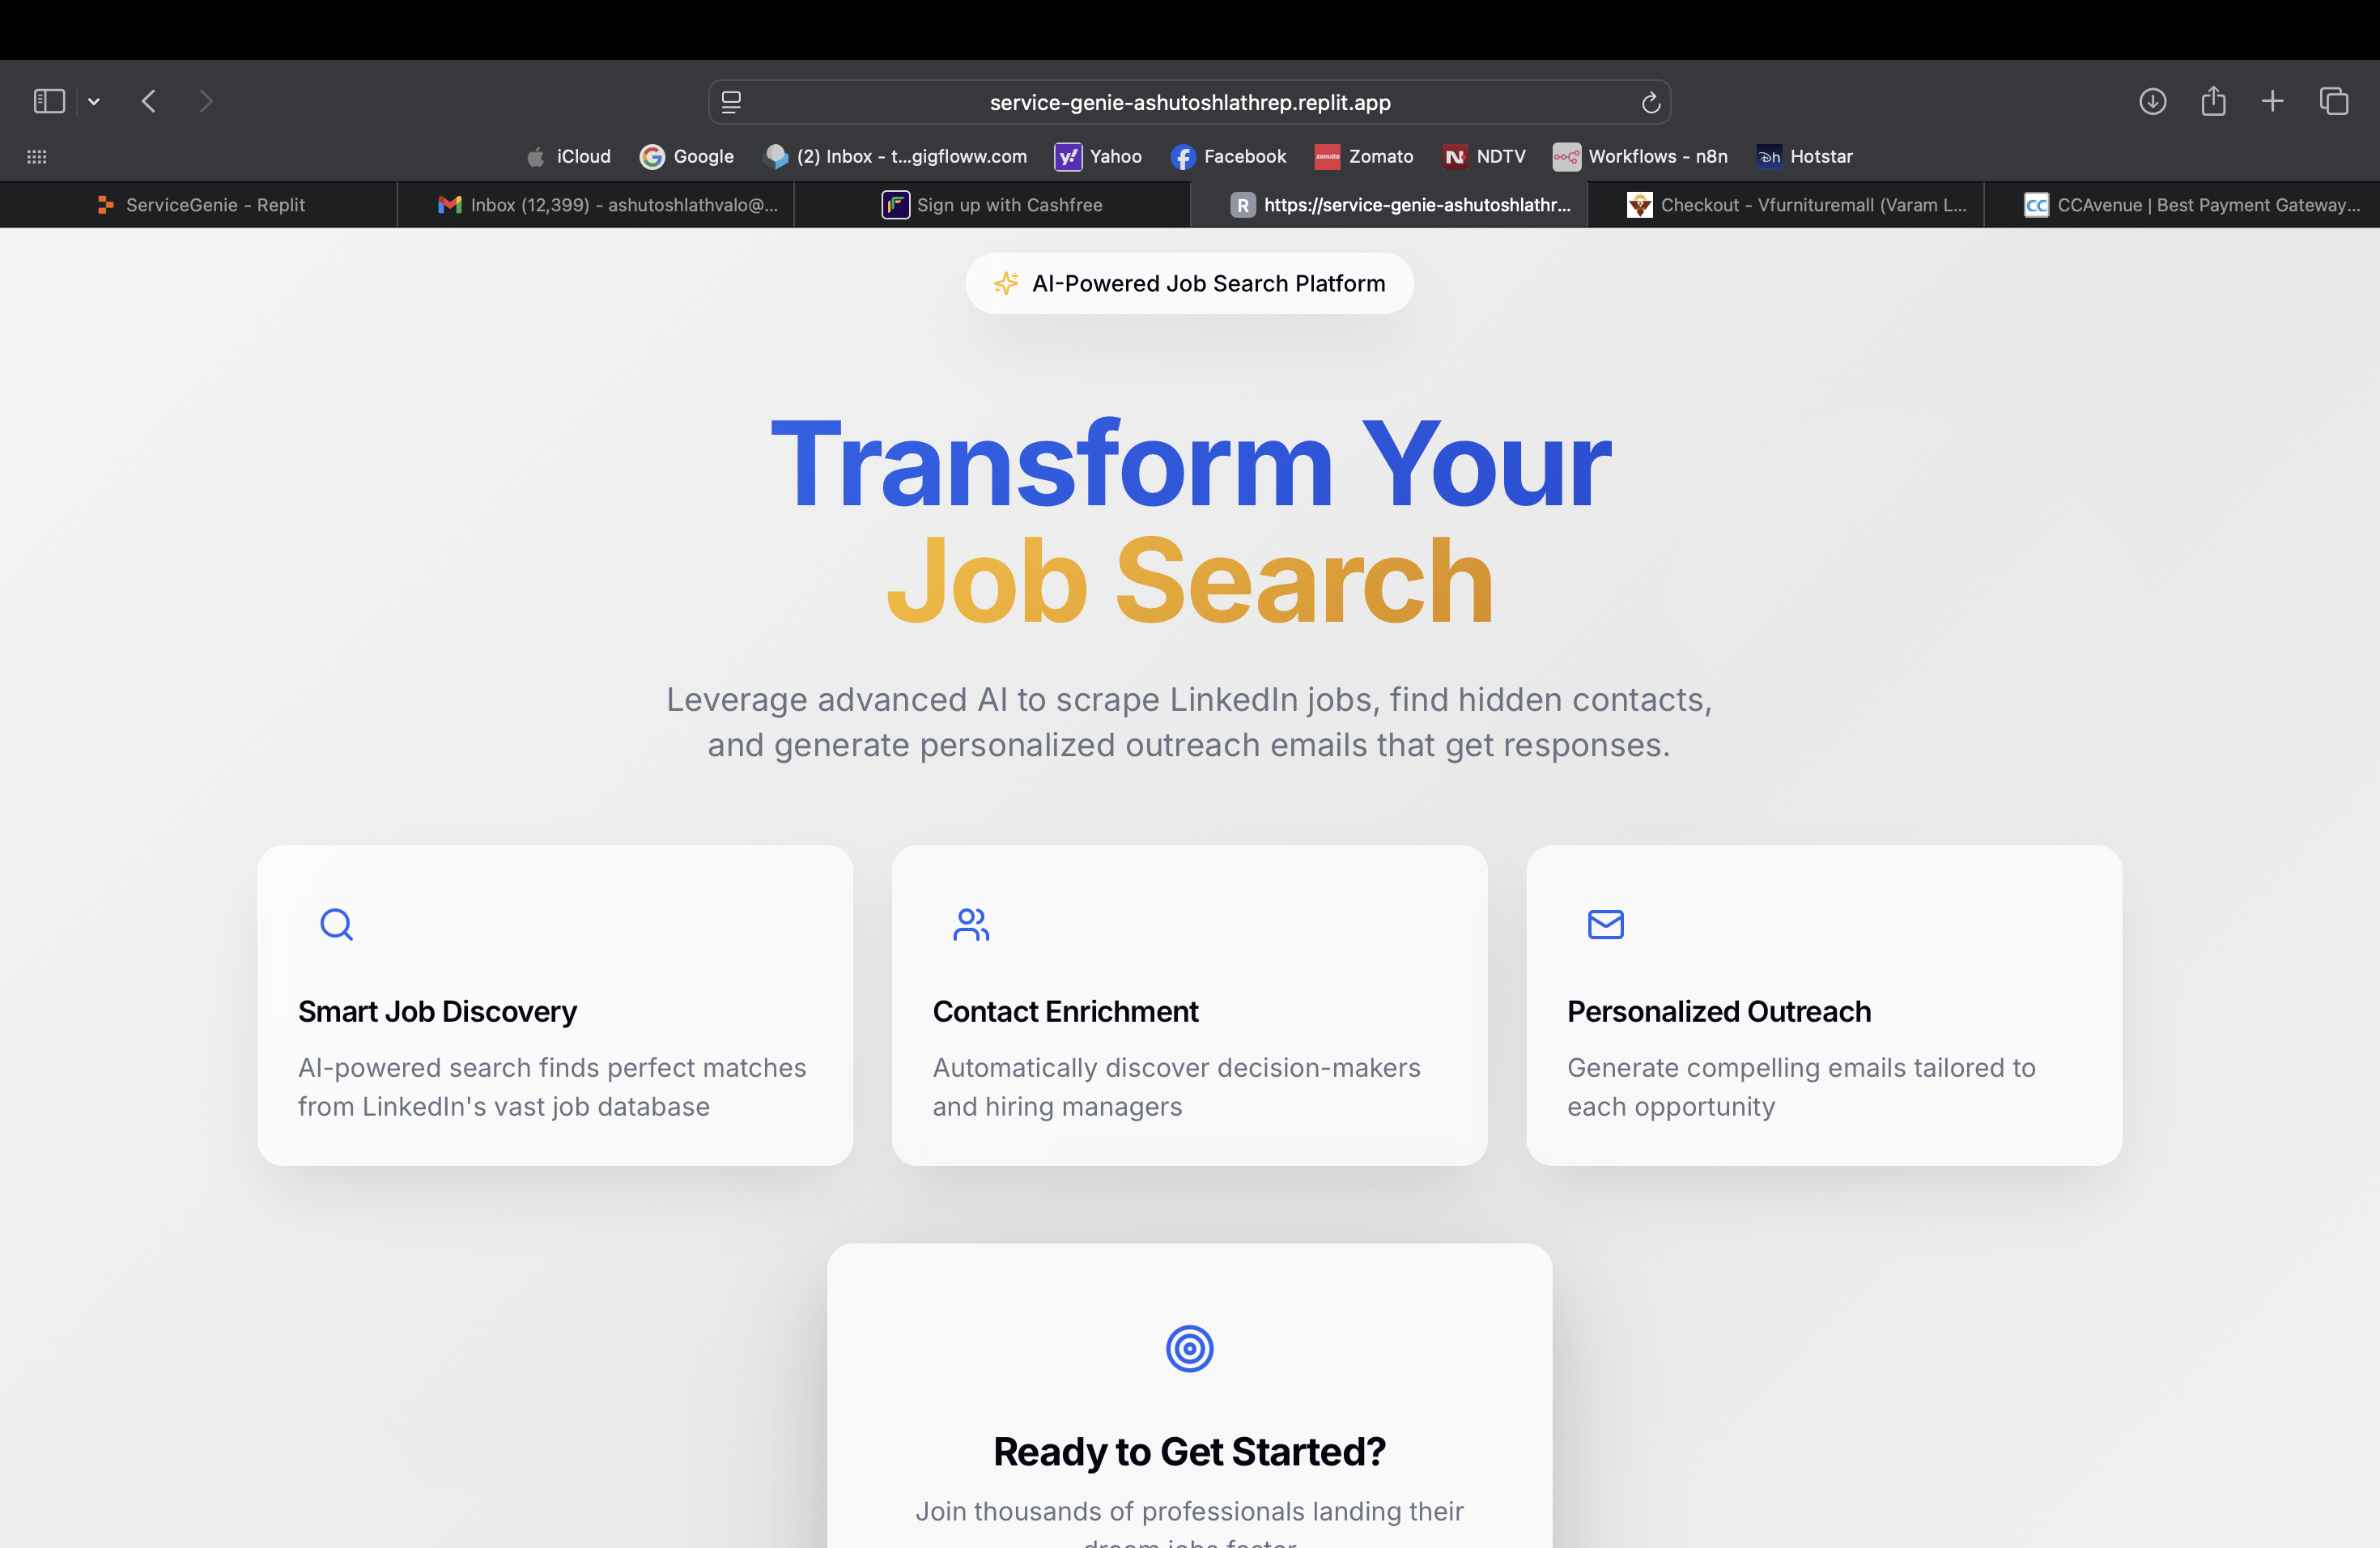 service-genie-ashutoshlathrep.replit.app
iCloud
Google
(2) Inbox - t...gigfloww.com
y!
Yahoo
Facebook
zomato
Zomato
N
NDTV
Workflows - n8n
Hotstar
ServiceGenie - Replit
Inbox (12,399) - ashutoshlathvalo@...
Sign up with Cashfree
R
https://service-genie-ashutoshlathr...
Checkout - Vfurnituremall (Varam L...
CC
CCAvenue | Best Payment Gateway...
AI-Powered Job Search Platform
Transform Your
Job Search
Leverage advanced AI to scrape LinkedIn jobs, find hidden contacts,
and generate personalized outreach emails that get responses.
Smart Job Discovery
AI-powered search finds perfect matches
from LinkedIn's vast job database
Contact Enrichment
Automatically discover decision-makers
and hiring managers
Personalized Outreach
Generate compelling emails tailored to
each opportunity
Ready to Get Started?
Join thousands of professionals landing their
dream jobs faster